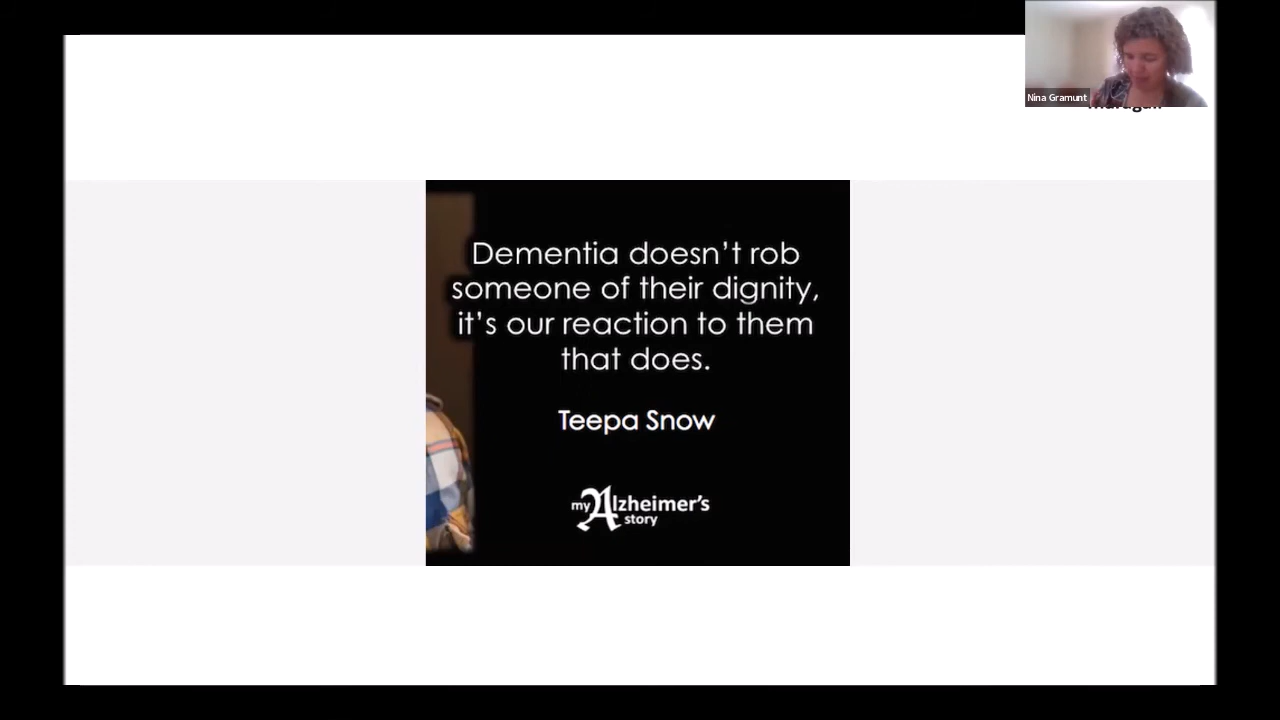 Nina Gramunt
Dementia doesn’t rob
someone of their dignity,
it’s our reaction to them
that does.
Teepa Snow
my Alzheimer’s
story